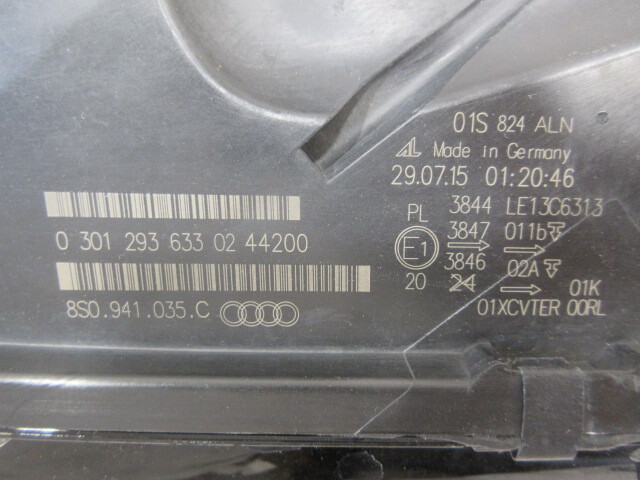 01S 824 ALN
AL Made in Germany
29.07.15 01:20:46
PL 3844 LE13C6313
E1 3847 011b
3846 02A
20 24 01K
01XCVTER 00RL
0 301 293 633 02 44200
8S0.941.035.C